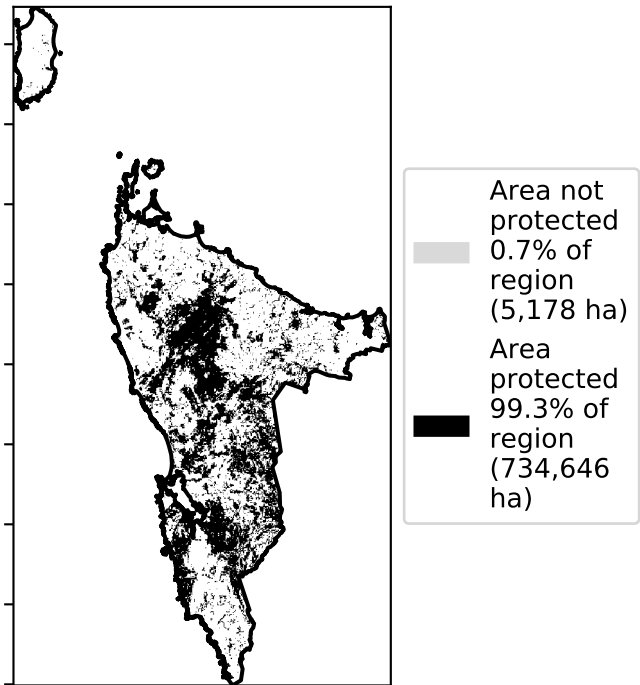 Area not
protected
0.7% of
region
(5,178 ha)
Area
protected
99.3% of
region
(734,646
ha)